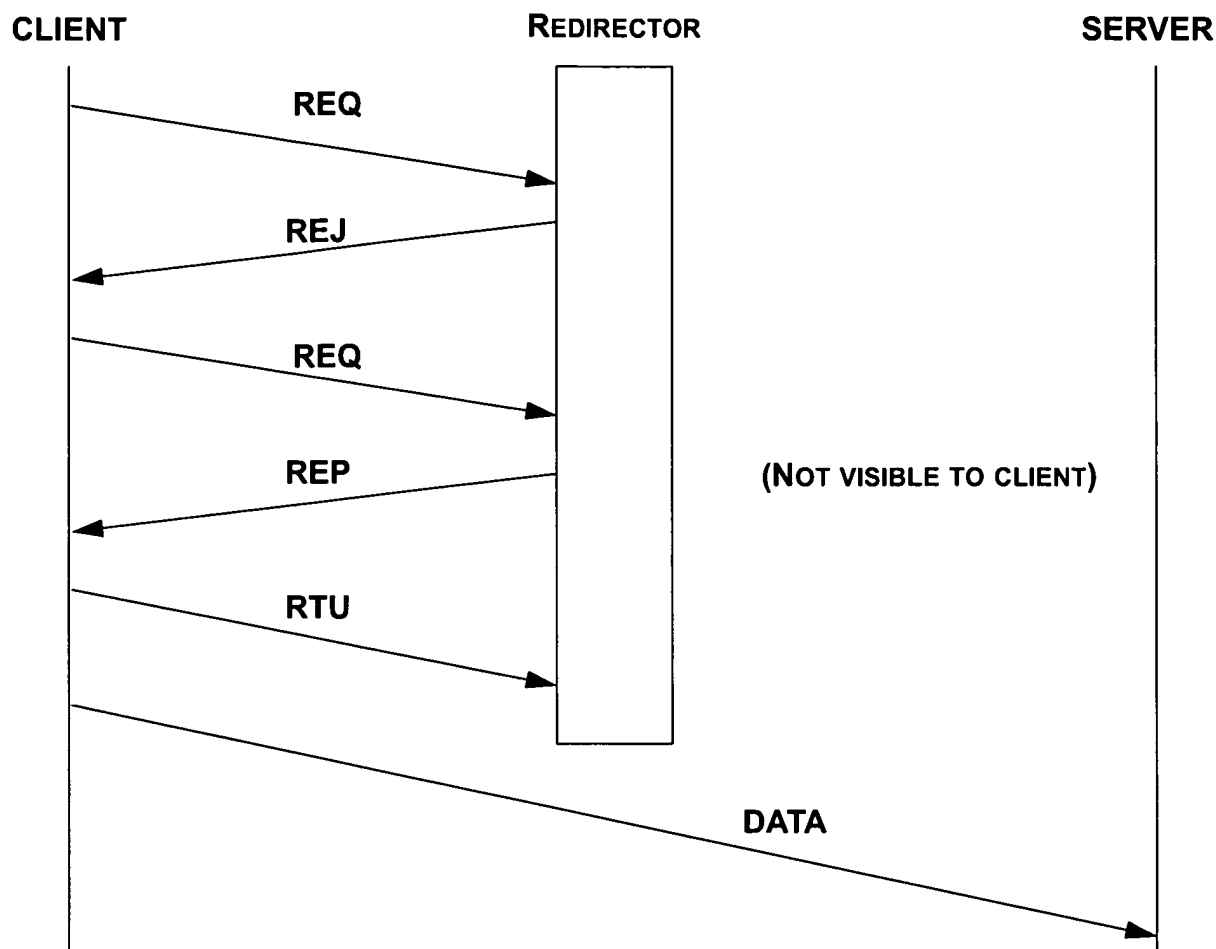 CLIENT
REDIRECTOR
SERVER
REQ
REJ
REQ
REP
(NOT VISIBLE TO CLIENT)
RTU
DATA